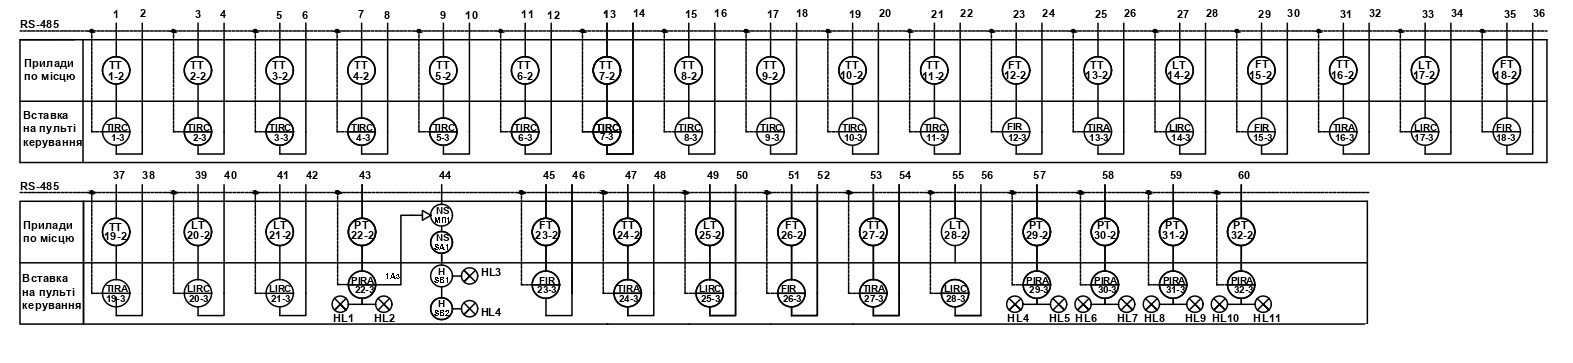 1 2 3 4 5 6 7 8 9 10 11 12 13 14 15 16 17 18 19 20 21 22 23 24 25 26 27 28 29 30 31 32 33 34 35 36
RS-485
Прилади
по місцю
TT TT TT TT TT TT TT TT TT TT TT FT TT LT FT TT LT FT
1-2 2-2 3-2 4-2 5-2 6-2 7-2 8-2 9-2 10-2 11-2 12-2 13-2 14-2 15-2 16-2 17-2 18-2
Вставка
на пульті
керування
TIRC TIRC TIRC TIRC TIRC TIRC TIRC TIRC TIRC TIRC TIRC FIR TIRA LIRC FIR TIRA LIRC FIR
1-3 2-3 3-3 4-3 5-3 6-3 7-3 8-3 9-3 10-3 11-3 12-3 13-3 14-3 15-3 16-3 17-3 18-3
37 38 39 40 41 42 43 44 45 46 47 48 49 50 51 52 53 54 55 56 57 58 59 60
RS-485
Прилади
по місцю
TT LT LT PT NS FT TT LT FT TT LT PT PT PT PT
19-2 20-2 21-2 22-2 МП1 23-2 24-2 25-2 26-2 27-2 28-2 29-2 30-2 31-2 32-2
NS
SA1
Вставка
на пульті
керування
TIRA LIRC LIRC PIRA 1Аз H HL3 FIR TIRA LIRC FIR TIRA LIRC PIRA PIRA PIRA PIRA
19-3 20-3 21-3 22-3 SB1 23-3 24-3 25-3 26-3 27-3 28-3 29-3 30-3 31-3 32-3
H HL4
SB2
HL1 HL2 HL4 HL5 HL6 HL7 HL8 HL9 HL10 HL11